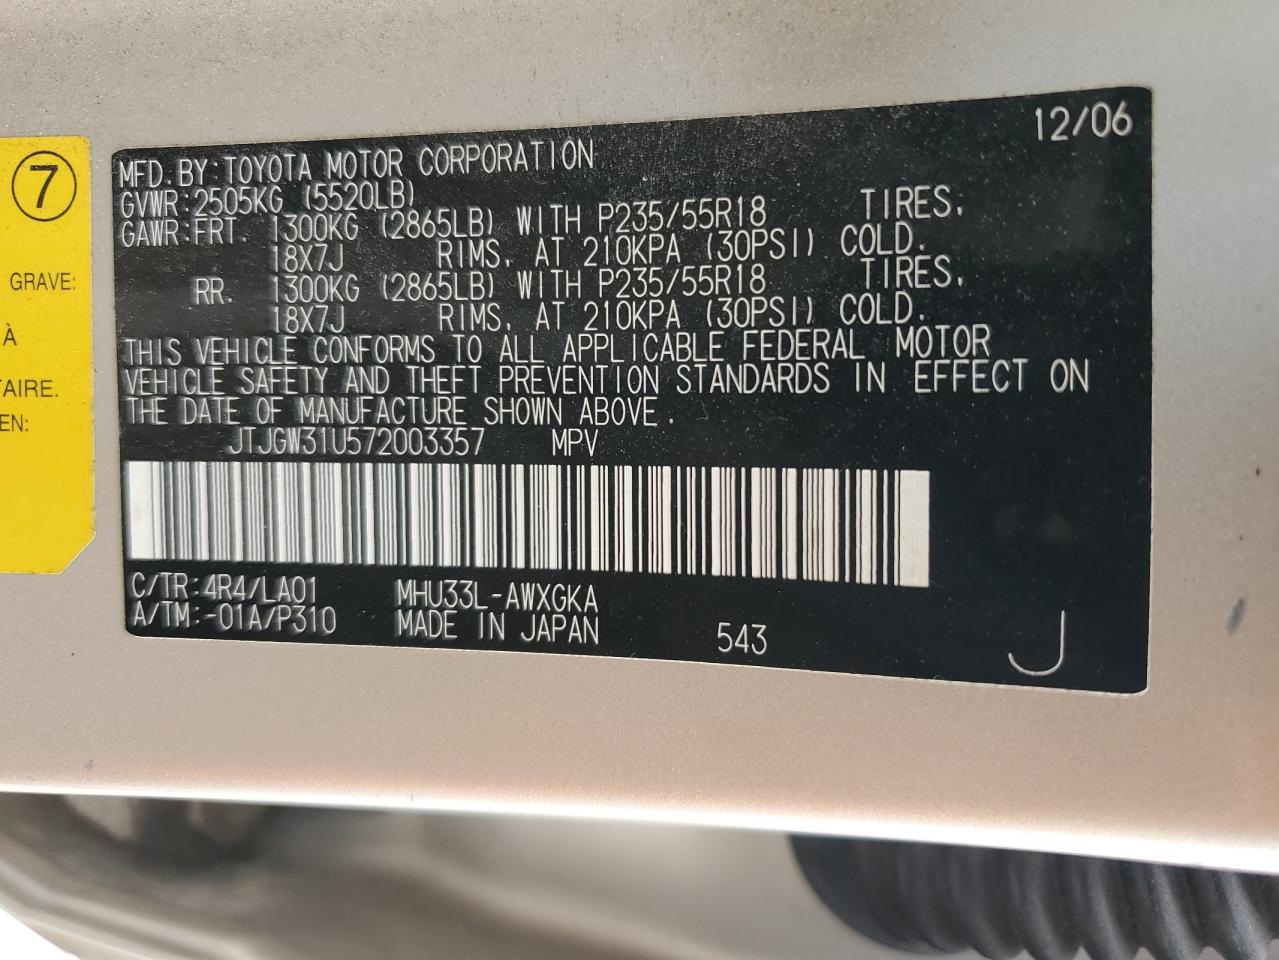 7
GRAVE:
À
TAIRE.
EN:
12/06
MFD. BY: TOYOTA MOTOR CORPORATION
GVWR: 2505KG (5520LB)
GAWR: FRT. 1300KG (2865LB) WITH P235/55R18 TIRES,
18X7J RIMS, AT 210KPA (30PSI) COLD.
RR. 1300KG (2865LB) WITH P235/55R18 TIRES,
18X7J RIMS, AT 210KPA (30PSI) COLD.
THIS VEHICLE CONFORMS TO ALL APPLICABLE FEDERAL MOTOR
VEHICLE SAFETY AND THEFT PREVENTION STANDARDS IN EFFECT ON
THE DATE OF MANUFACTURE SHOWN ABOVE.
JTJGW31U572003357 MPV
C/TR: 4R4/LA01 MHU33L-AWXGKA
A/TM: -01A/P310 MADE IN JAPAN 543 J